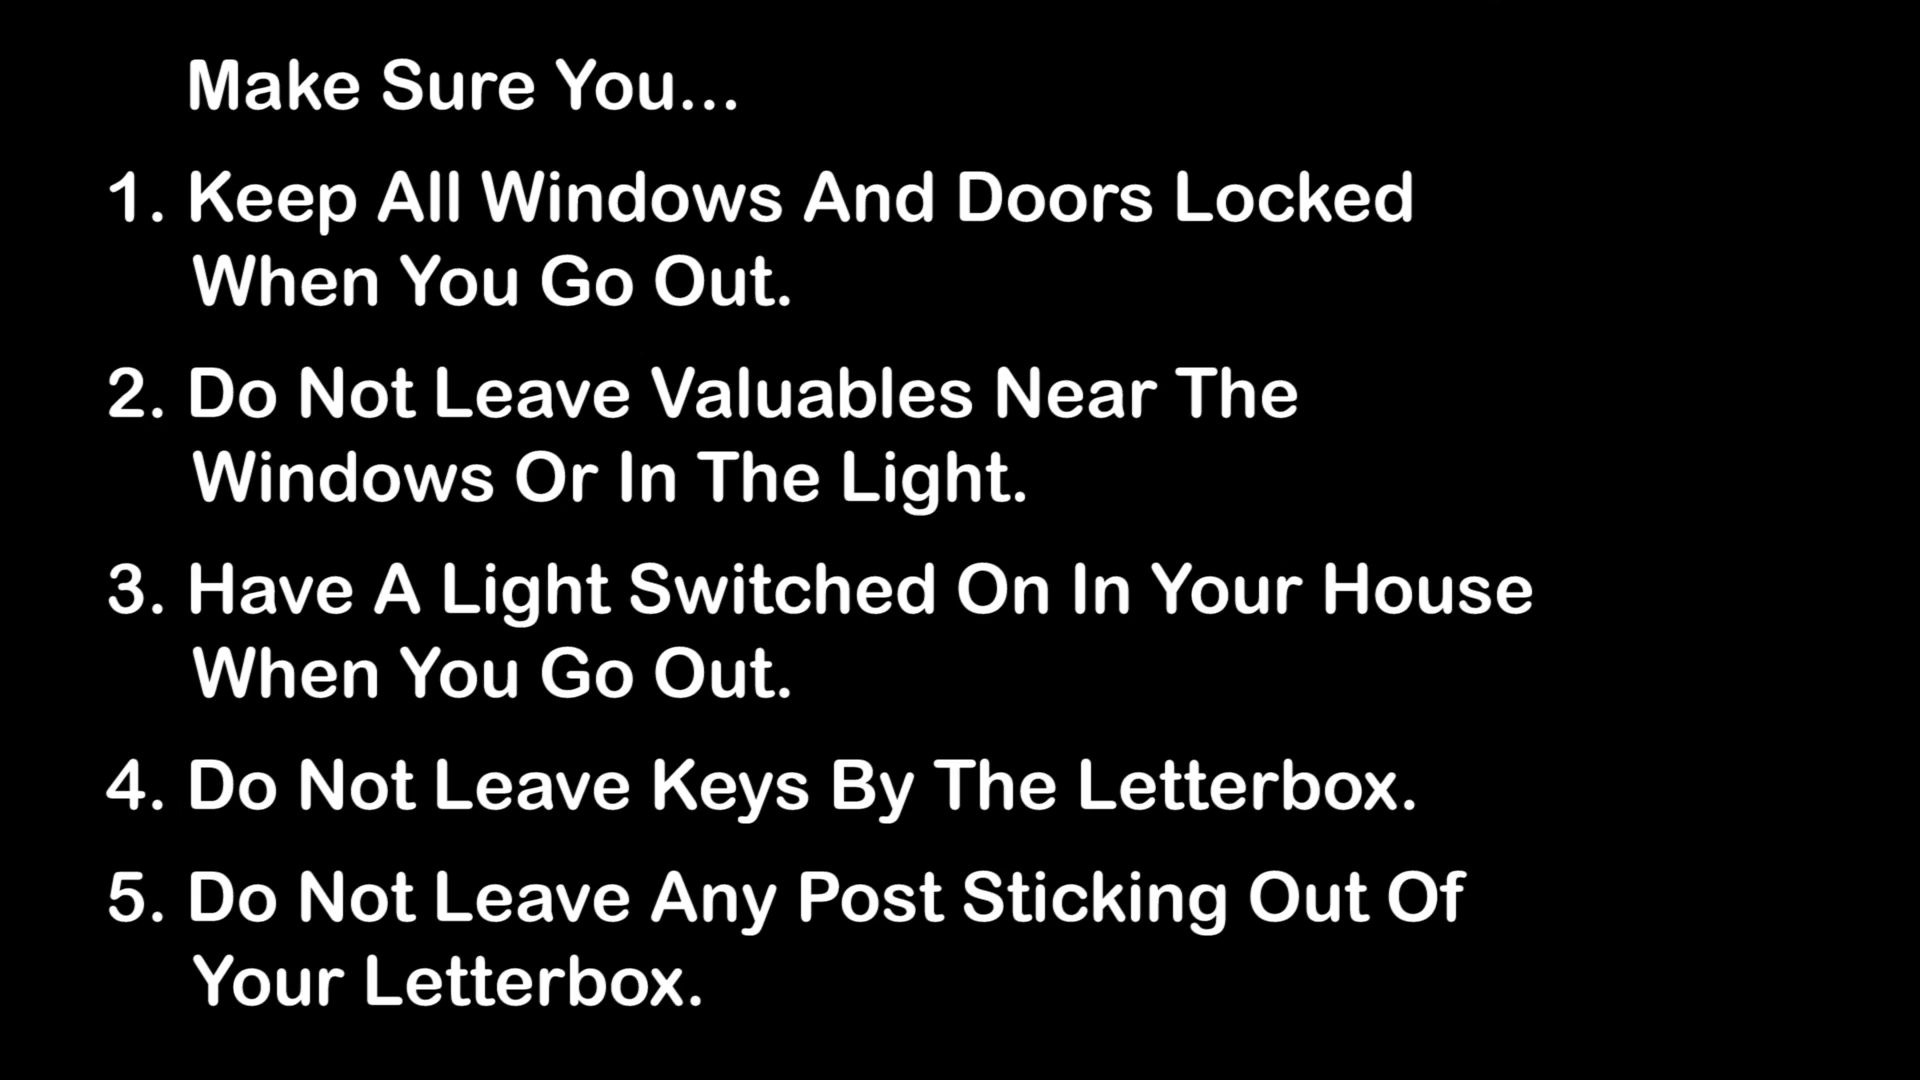 Make Sure You...
1. Keep All Windows And Doors Locked
When You Go Out.
2. Do Not Leave Valuables Near The
Windows Or In The Light.
3. Have A Light Switched On In Your House
When You Go Out.
4. Do Not Leave Keys By The Letterbox.
5. Do Not Leave Any Post Sticking Out Of
Your Letterbox.